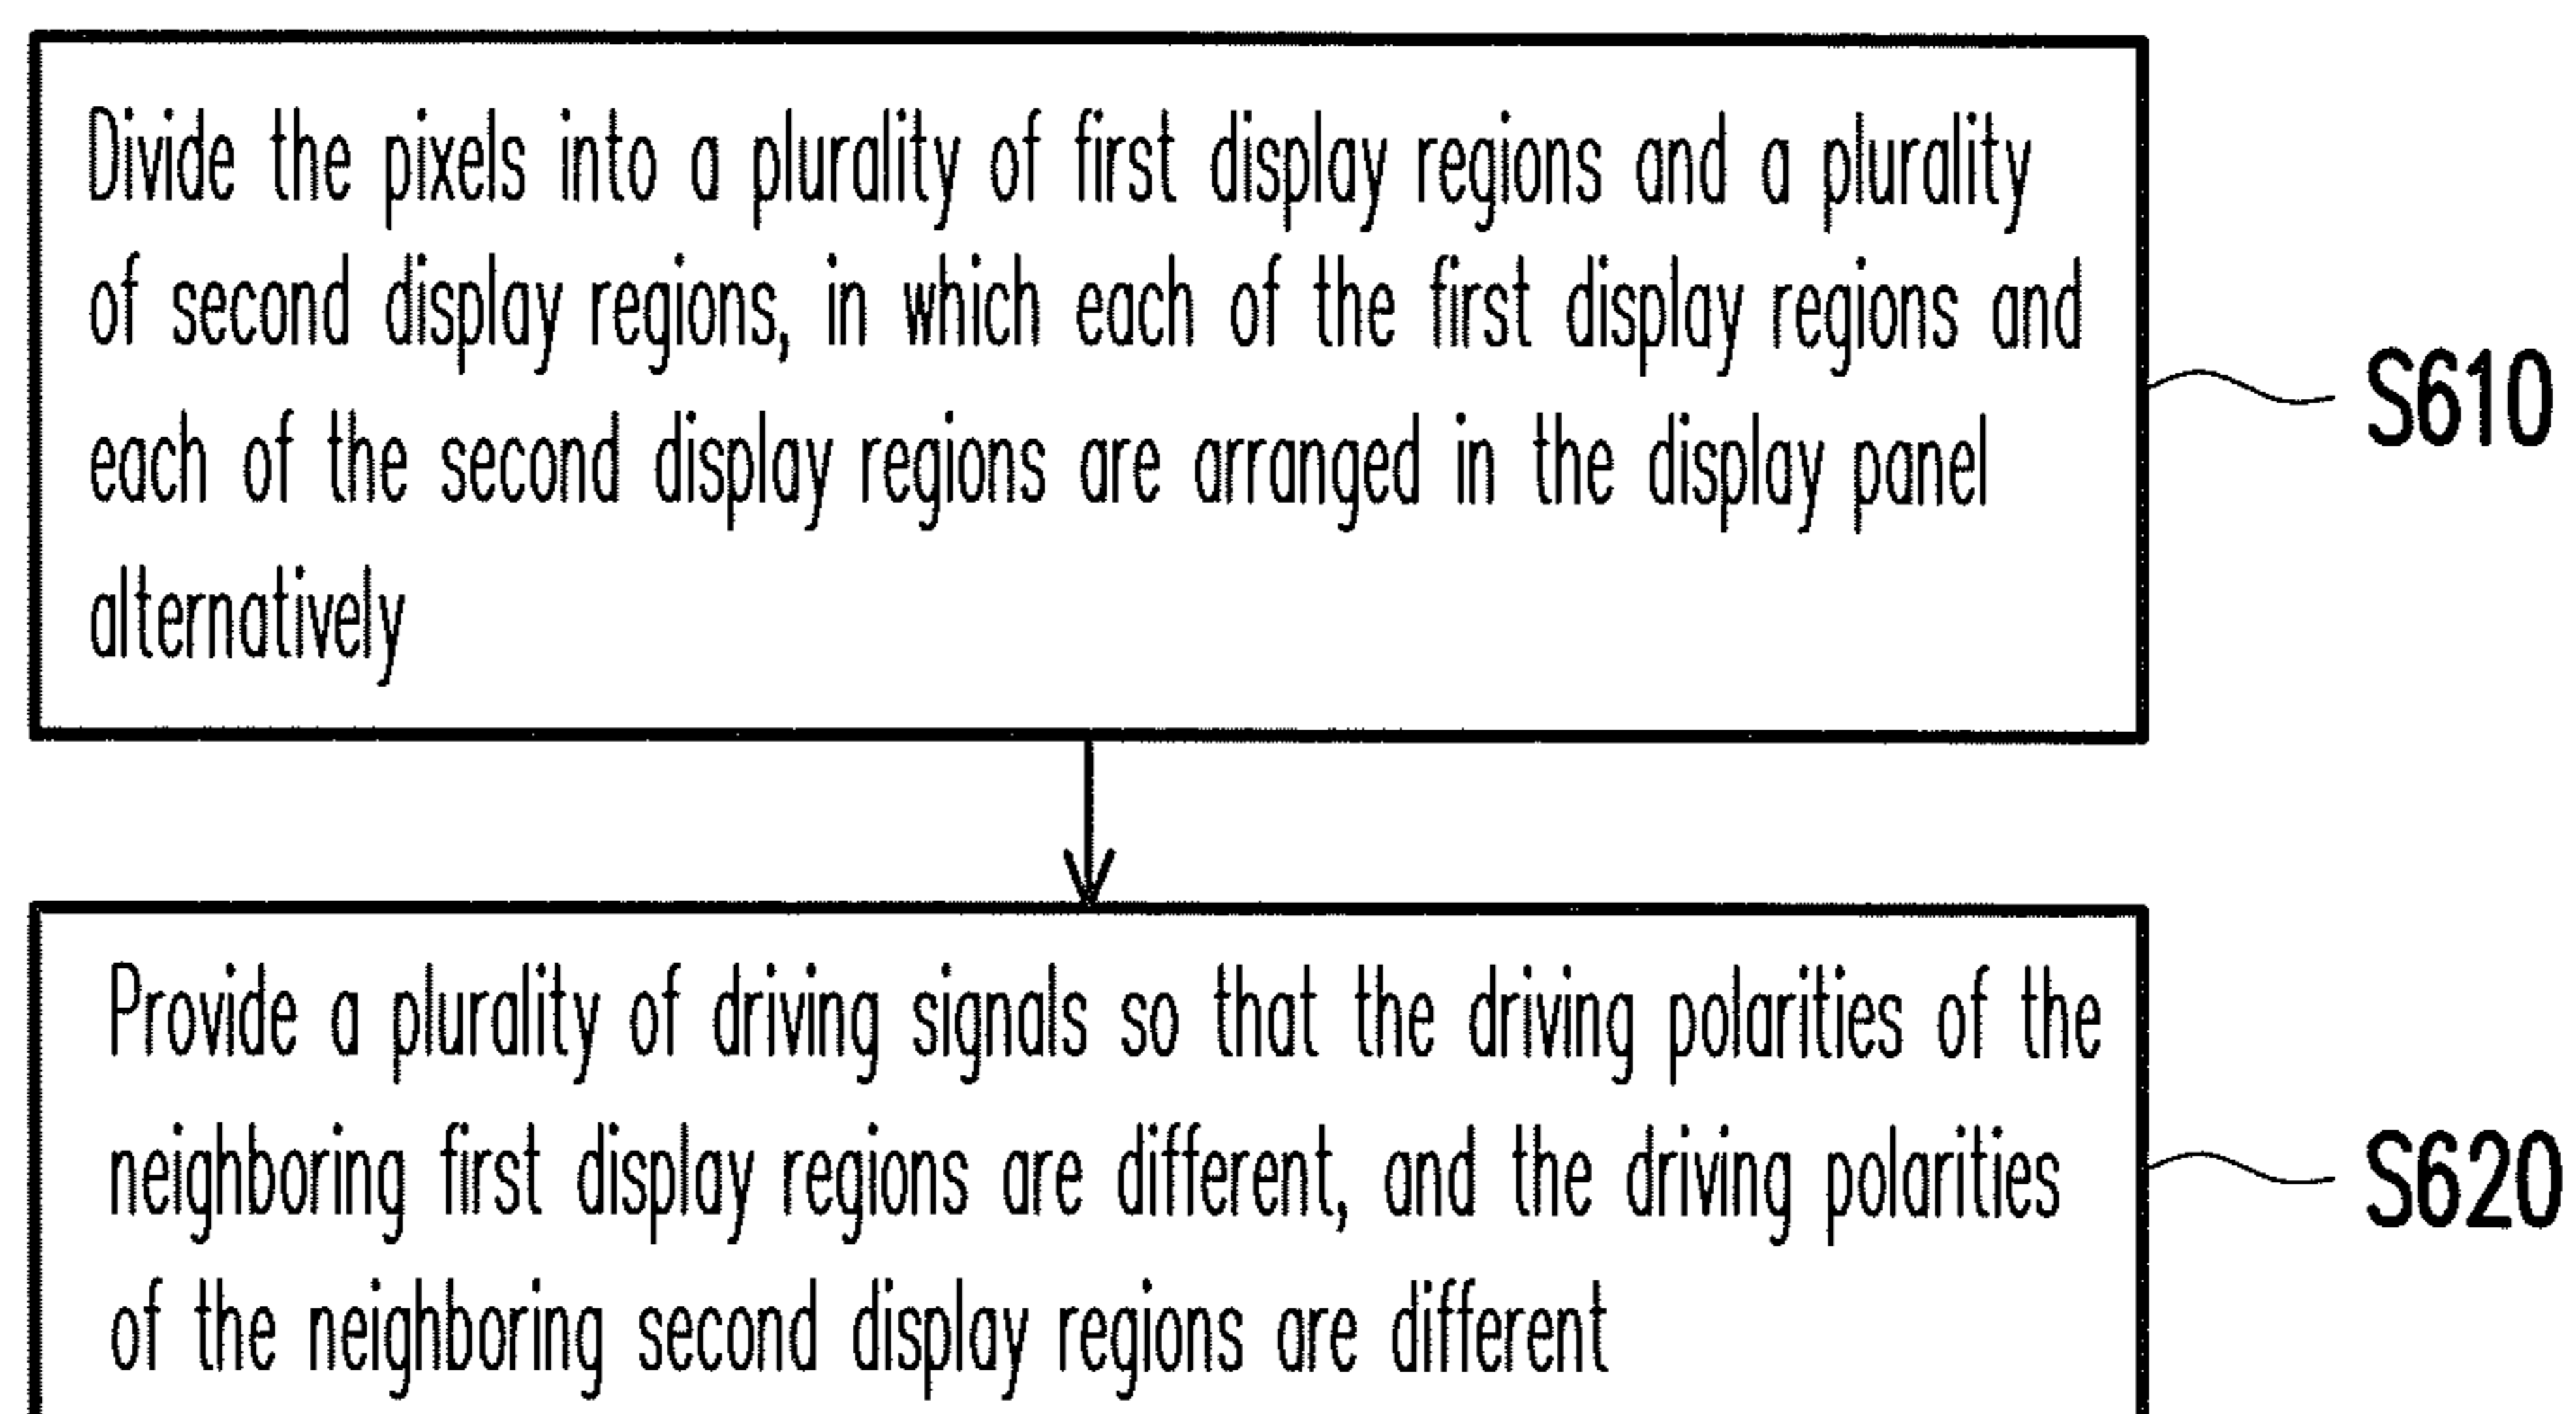 Divide the pixels into a plurality of first display regions and a plurality
of second display regions, in which each of the first display regions and
each of the second display regions are arranged in the display panel
alternatively
S610
Provide a plurality of driving signals so that the driving polarities of the
neighboring first display regions are different, and the driving polarities
of the neighboring second display regions are different
S620